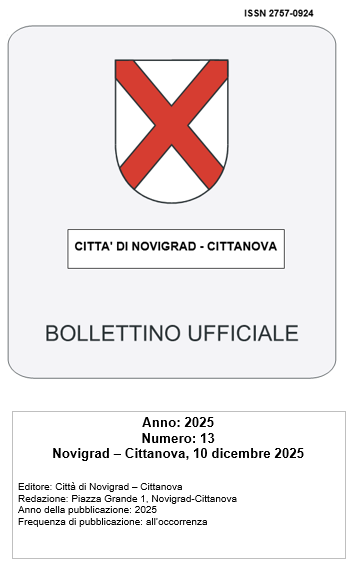 ISSN 2757-0924
CITTA' DI NOVIGRAD - CITTANOVA
BOLLETTINO UFFICIALE
Anno: 2025
Numero: 13
Novigrad – Cittanova, 10 dicembre 2025
Editore: Città di Novigrad – Cittanova
Redazione: Piazza Grande 1, Novigrad-Cittanova
Anno della pubblicazione: 2025
Frequenza di pubblicazione: all'occorrenza